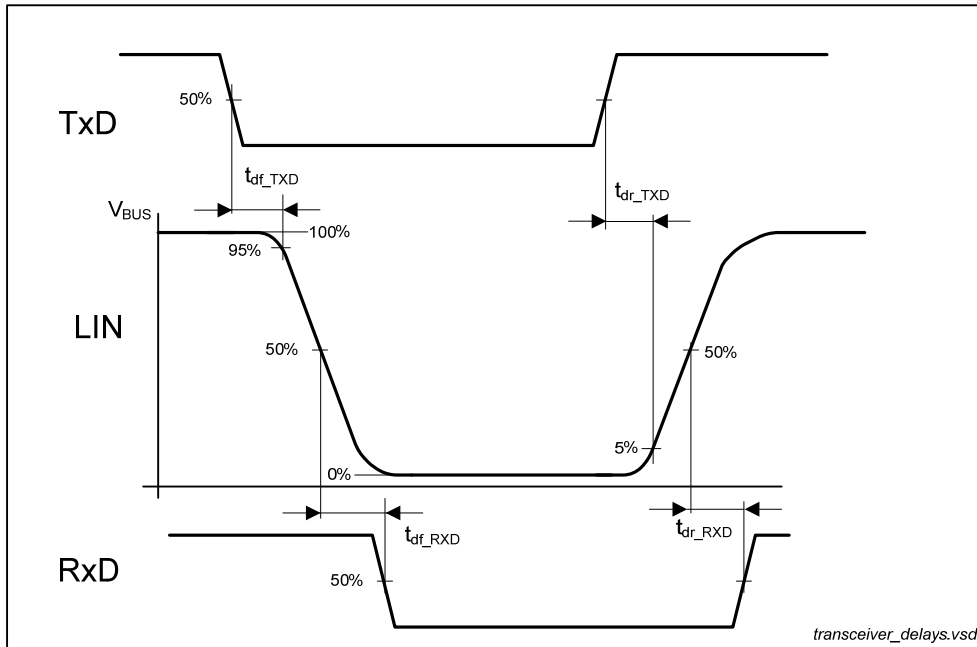 50%
TxD
t_df_TXD
t_dr_TXD
V_BUS
100%
95%
LIN
50%
50%
5%
0%
t_df_RXD
t_dr_RXD
RxD
50%
transceiver_delays.vsd